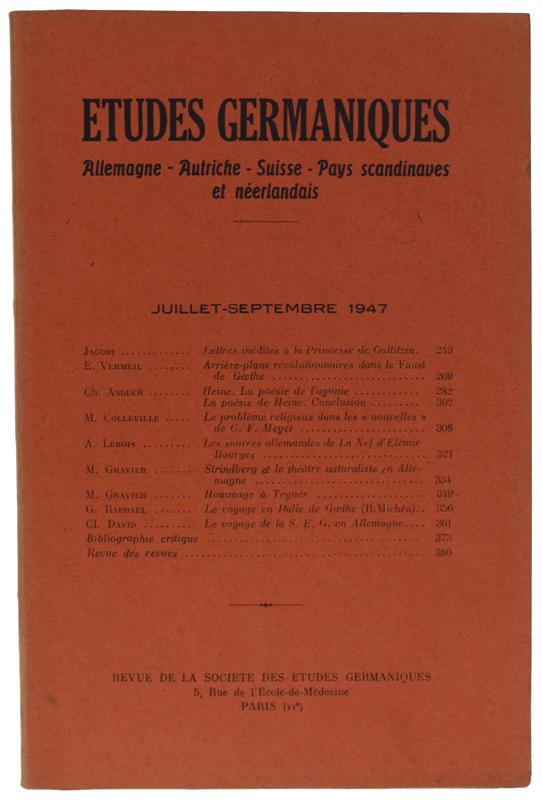 ETUDES GERMANIQUES
Allemagne - Autriche - Suisse - Pays scandinaves
et néerlandais
JUILLET-SEPTEMBRE 1947
JACOBI ............ Lettres inédites à la Princesse de Gallitzin. 249
E. VERMEIL ........ Arrière-plans révolutionnaires dans le Faust
de Gœthe .................. 269
Ch. ANDLER ...... Heine. La poésie de l'agonie ............ 282
La poésie de Heine. Conclusion ......... 302
M. COLLEVILLE ..... Le problème religieux dans les « nouvelles »
de C. F. Meyer .................. 308
A. LEBOIS ......... Les sources allemandes de La Nef d'Elémir
Bourges .................. 321
M. GRAVIER ...... Strindberg et le théâtre naturaliste en Alle-
magne .................. 334
M. GRAVIER ...... Hommage à Tegnér .................. 349
G. RAPHAEL ....... Le voyage en Italie de Gœthe (R. Michéa).. 356
Cl. DAVID ......... Le voyage de la S. E. G. en Allemagne.... 361
Bibliographie critique .................. 373
Revue des revues .................. 380
REVUE DE LA SOCIETE DES ETUDES GERMANIQUES
5, Rue de l'Ecole-de-Médecine
PARIS (VIe)